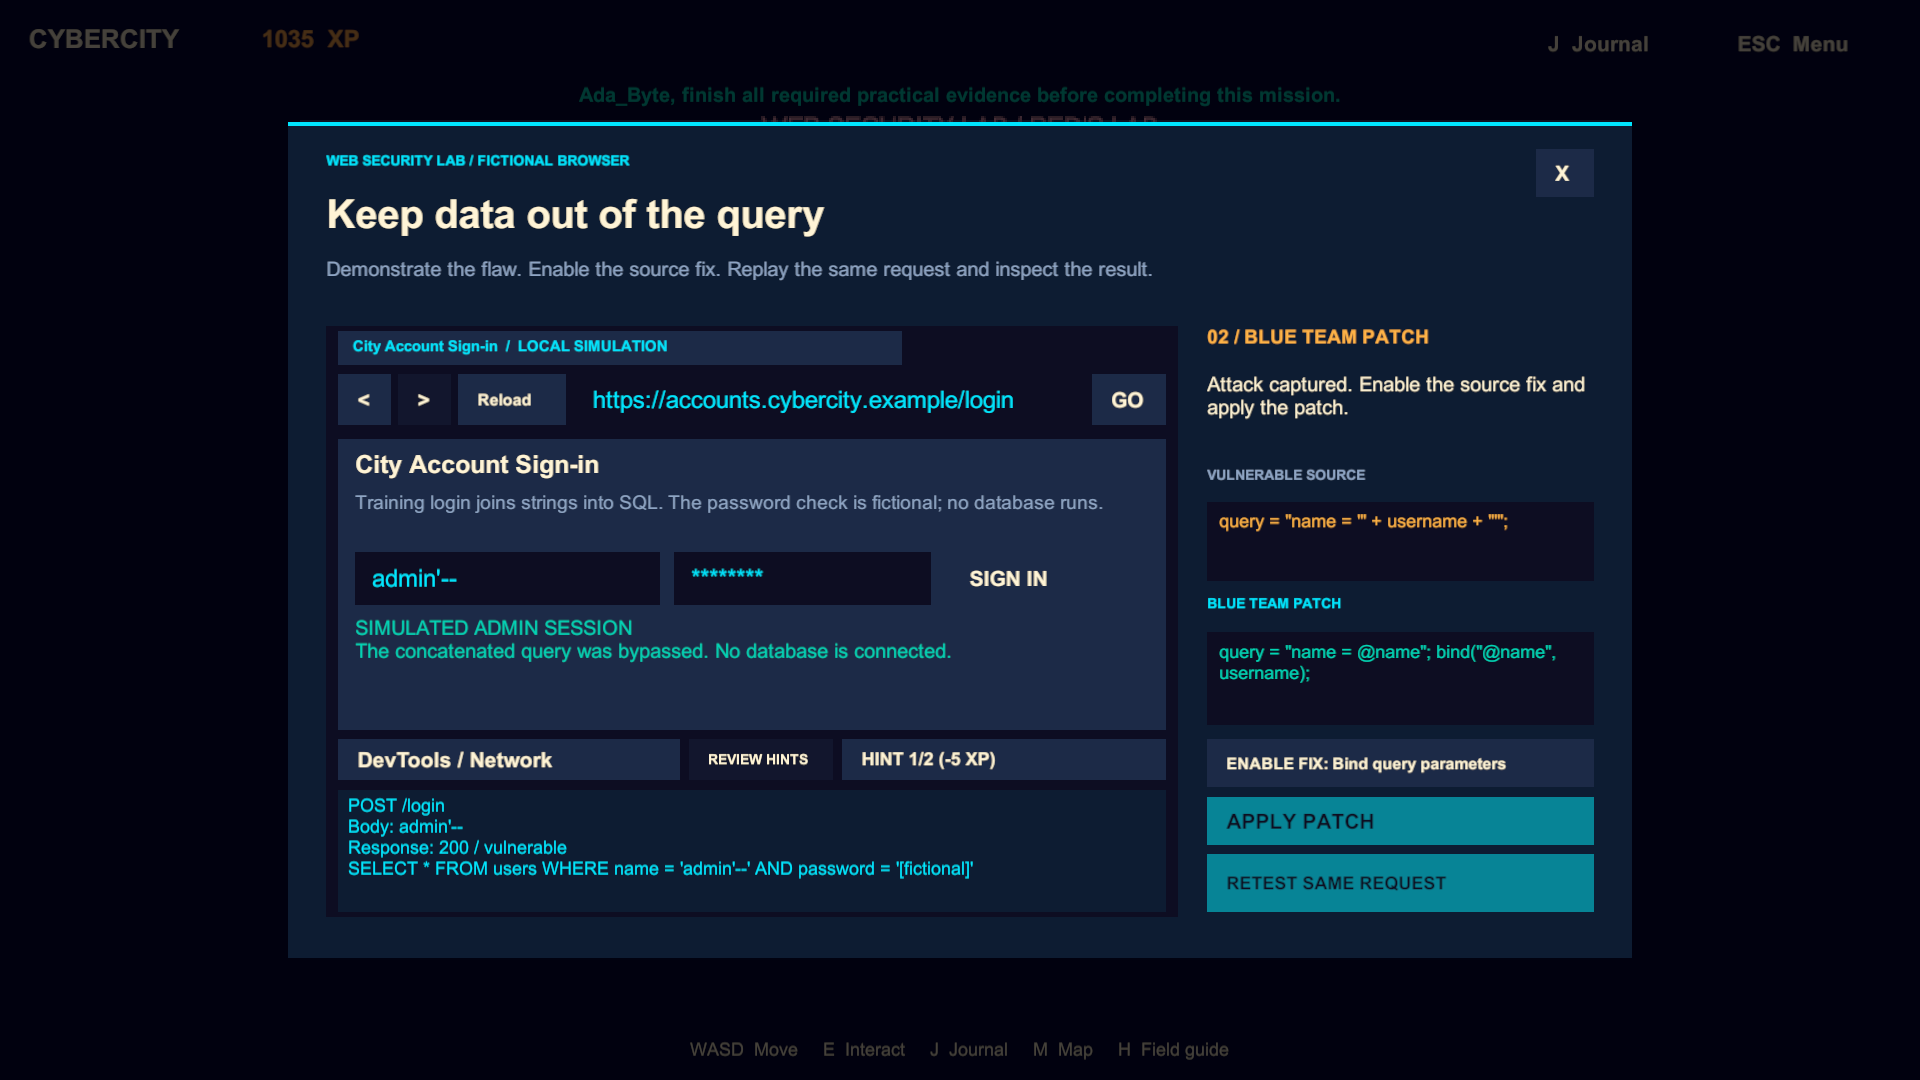 CYBERCITY
1035 XP
J Journal
ESC Menu
Ada_Byte, finish all required practical evidence before completing this mission.
WEB SECURITY LAB / FICTIONAL BROWSER
X
Keep data out of the query
Demonstrate the flaw. Enable the source fix. Replay the same request and inspect the result.
City Account Sign-in / LOCAL SIMULATION
<
>
Reload
https://accounts.cybercity.example/login
GO
City Account Sign-in
Training login joins strings into SQL. The password check is fictional; no database runs.
admin'--
********
SIGN IN
SIMULATED ADMIN SESSION
The concatenated query was bypassed. No database is connected.
DevTools / Network
REVIEW HINTS
HINT 1/2 (-5 XP)
POST /login
Body: admin'--
Response: 200 / vulnerable
SELECT * FROM users WHERE name = 'admin'--' AND password = '[fictional]'
02 / BLUE TEAM PATCH
Attack captured. Enable the source fix and
apply the patch.
VULNERABLE SOURCE
query = "name = '" + username + "'";
BLUE TEAM PATCH
query = "name = @name"; bind("@name",
username);
ENABLE FIX: Bind query parameters
APPLY PATCH
RETEST SAME REQUEST
WASD Move E Interact J Journal M Map H Field guide